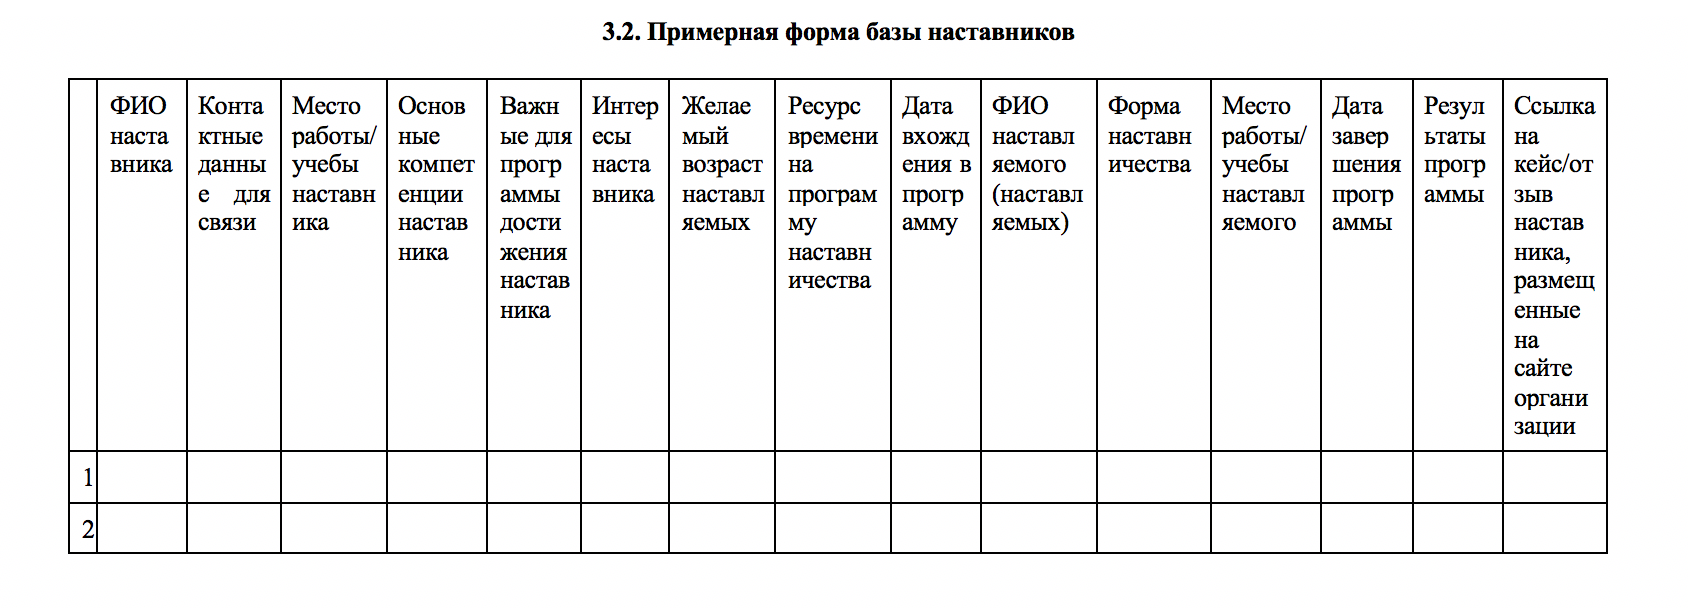 3.2. Примерная форма базы наставников
ФИО
наста
вника
Конта
ктные
данны
е для
связи
Место
работы/
учебы
наставн
ика
Основ
ные
компет
енции
настав
ника
Важн
ые для
прогр
аммы
дости
жения
настав
ника
Интер
есы
наста
вника
Желае
мый
возраст
наставл
яемых
Ресурс
времени
на
програм
му
наставн
ичества
Дата
вхожд
ения в
прогр
амму
ФИО
наставл
яемого
(наставл
яемых)
Форма
наставн
ичества
Место
работы/
учебы
наставл
яемого
Дата
завер
шения
прогр
аммы
Резул
ьтаты
прогр
аммы
Ссылка
на
кейс/от
зыв
настав
ника,
размещ
енные
на
сайте
органи
зации
1
2